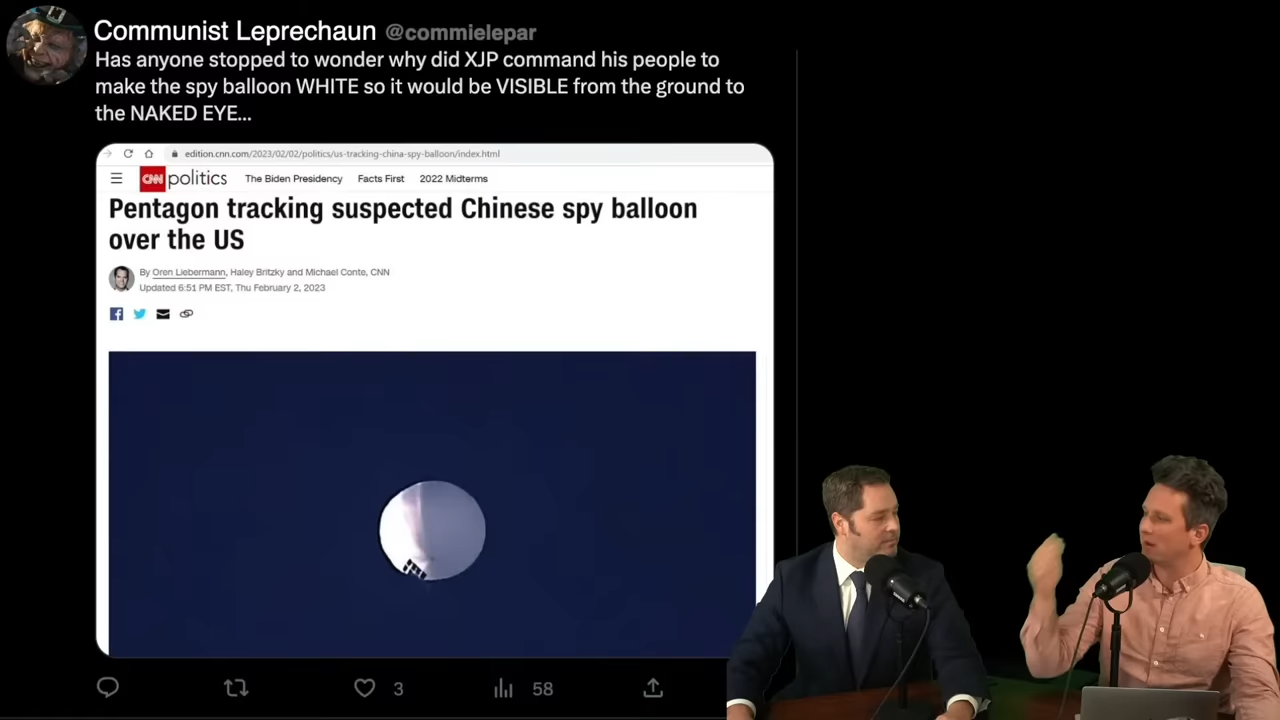 Communist Leprechaun @commielepar
Has anyone stopped to wonder why did XJP command his people to
make the spy balloon WHITE so it would be VISIBLE from the ground to
the NAKED EYE...
edition.cnn.com/2023/02/02/politics/us-tracking-china-spy-balloon/index.html
CNN politics The Biden Presidency Facts First 2022 Midterms
Pentagon tracking suspected Chinese spy balloon
over the US
By Oren Liebermann, Haley Britzky and Michael Conte, CNN
Updated 6:51 PM EST, Thu February 2, 2023
3 58